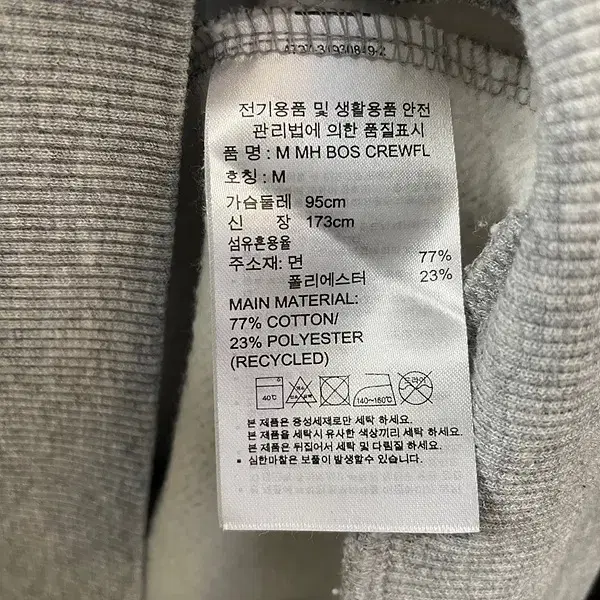 전기용품 및 생활용품 안전
관리법에 의한 품질표시
품 명 : M MH BOS CREWFL
호칭 : M
가슴둘레 95cm
신 장 173cm
섬유혼용율
주소재: 면 77%
폴리에스터 23%
MAIN MATERIAL:
77% COTTON/
23% POLYESTER
(RECYCLED)
40℃
140~160℃
드라이
본 제품은 중성세제로만 세탁 하세요.
본 제품을 세탁시 유사한 색상끼리 세탁 하세요.
본 제품은 뒤집어서 세탁 및 다림질 하세요.
▪ 심한마찰은 보풀이 발생할수 있습니다.